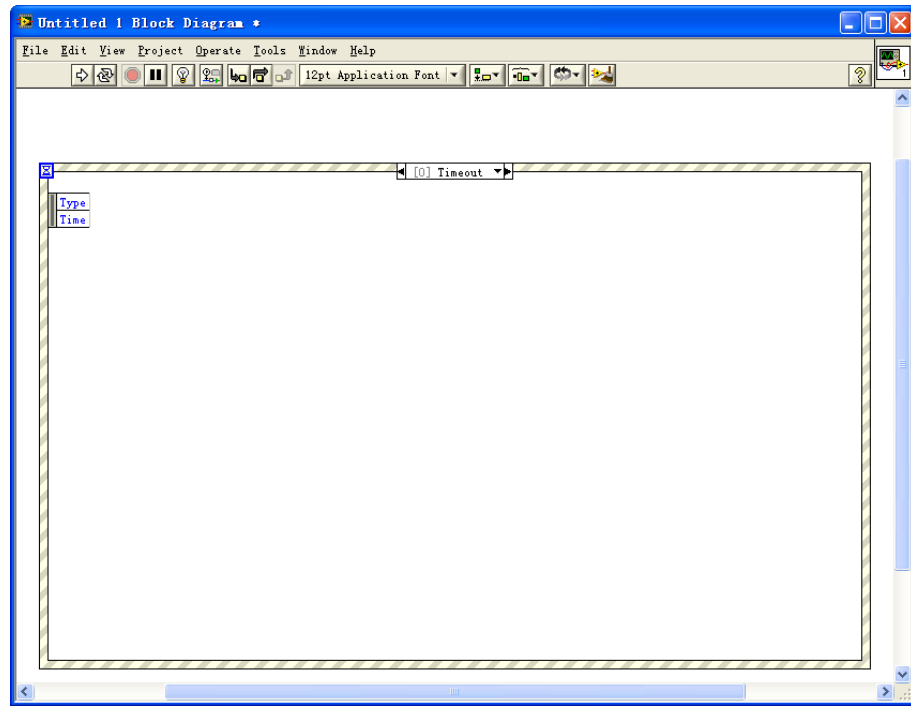 Untitled 1 Block Diagram *
File Edit View Project Operate Tools Window Help
12pt Application Font
1
[0] Timeout
Type
Time